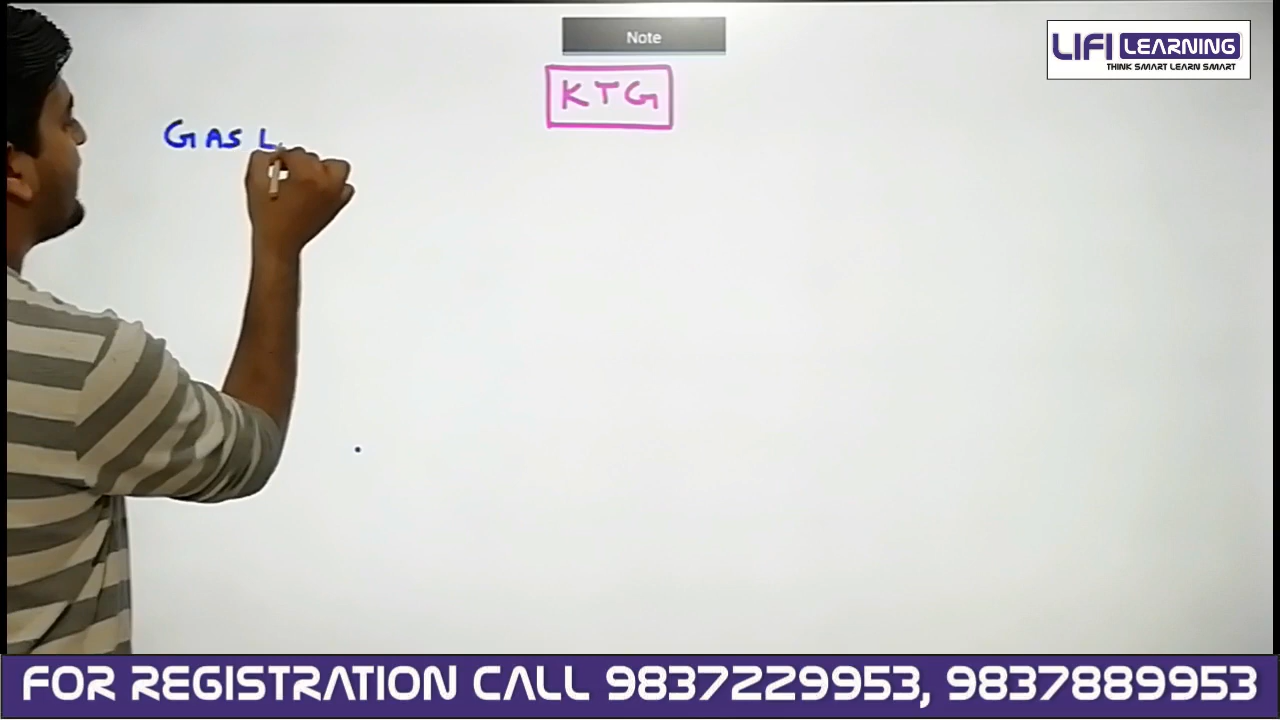 Note
LIFI LEARNING
THINK SMART LEARN SMART
KTG
GAS L
FOR REGISTRATION CALL 9837229953, 9837889953